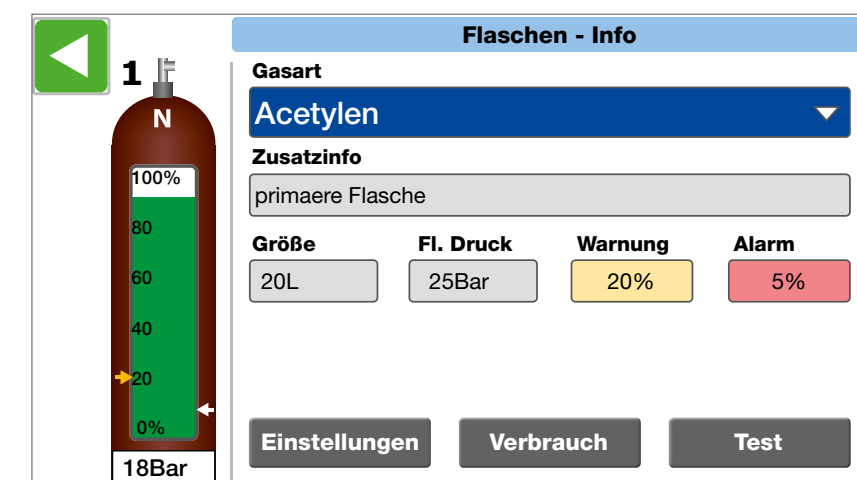 Flaschen - Info
1
N
100%
80
60
40
20
0%
18Bar
Gasart
Acetylen
Zusatzinfo
primaere Flasche
Größe Fl. Druck Warnung Alarm
20L 25Bar 20% 5%
Einstellungen Verbrauch Test